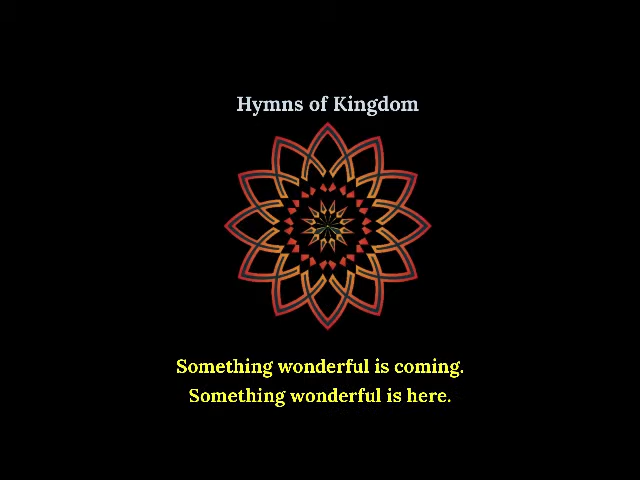 Hymns of Kingdom
Something wonderful is coming.
Something wonderful is here.